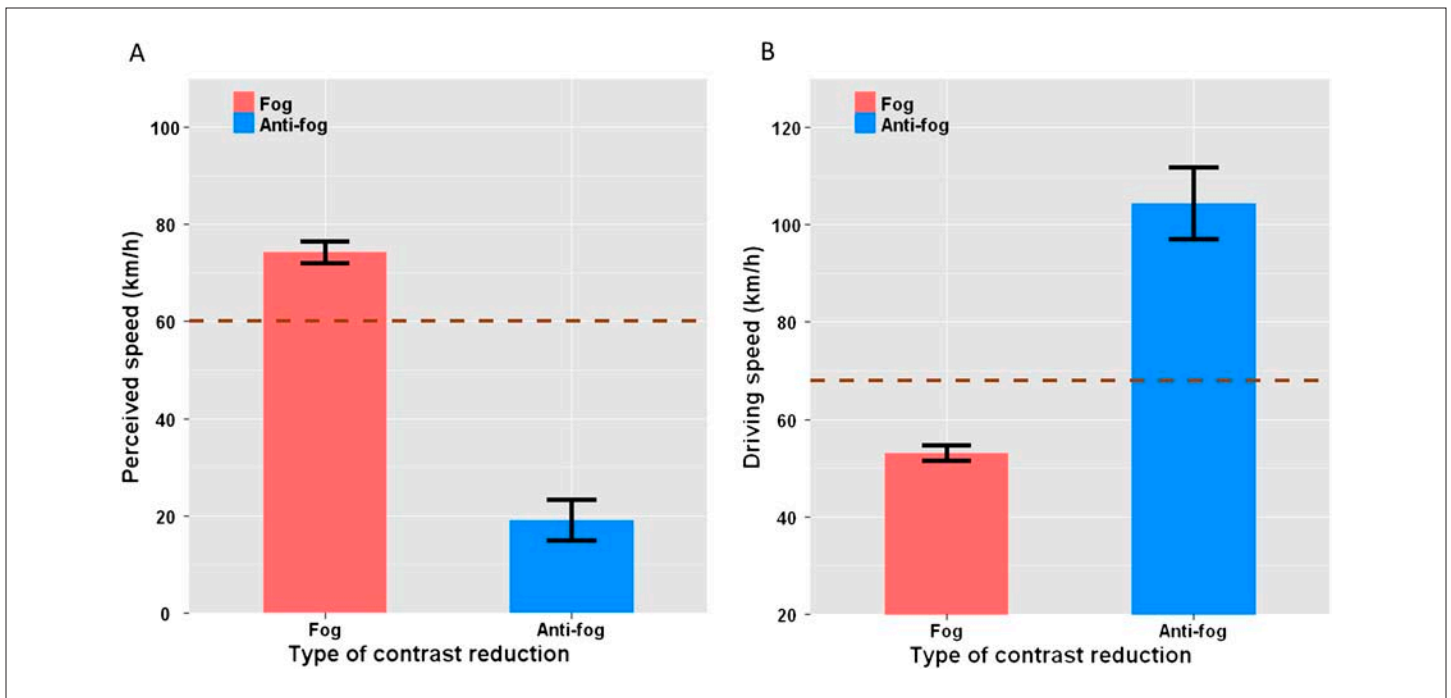 A
Perceived speed (km/h)
100
80
60
40
20
0
Fog
Anti-fog
Fog
Anti-fog
Type of contrast reduction
B
Driving speed (km/h)
120
100
80
60
40
20
Fog
Anti-fog
Fog
Anti-fog
Type of contrast reduction